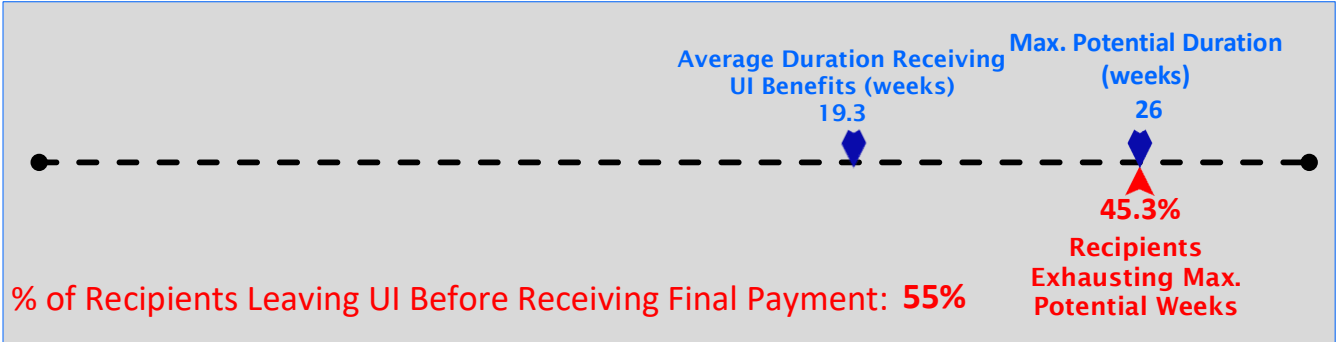 Average Duration Receiving
UI Benefits (weeks)
19.3
Max. Potential Duration
(weeks)
26
45.3%
Recipients
Exhausting Max.
Potential Weeks
% of Recipients Leaving UI Before Receiving Final Payment: 55%